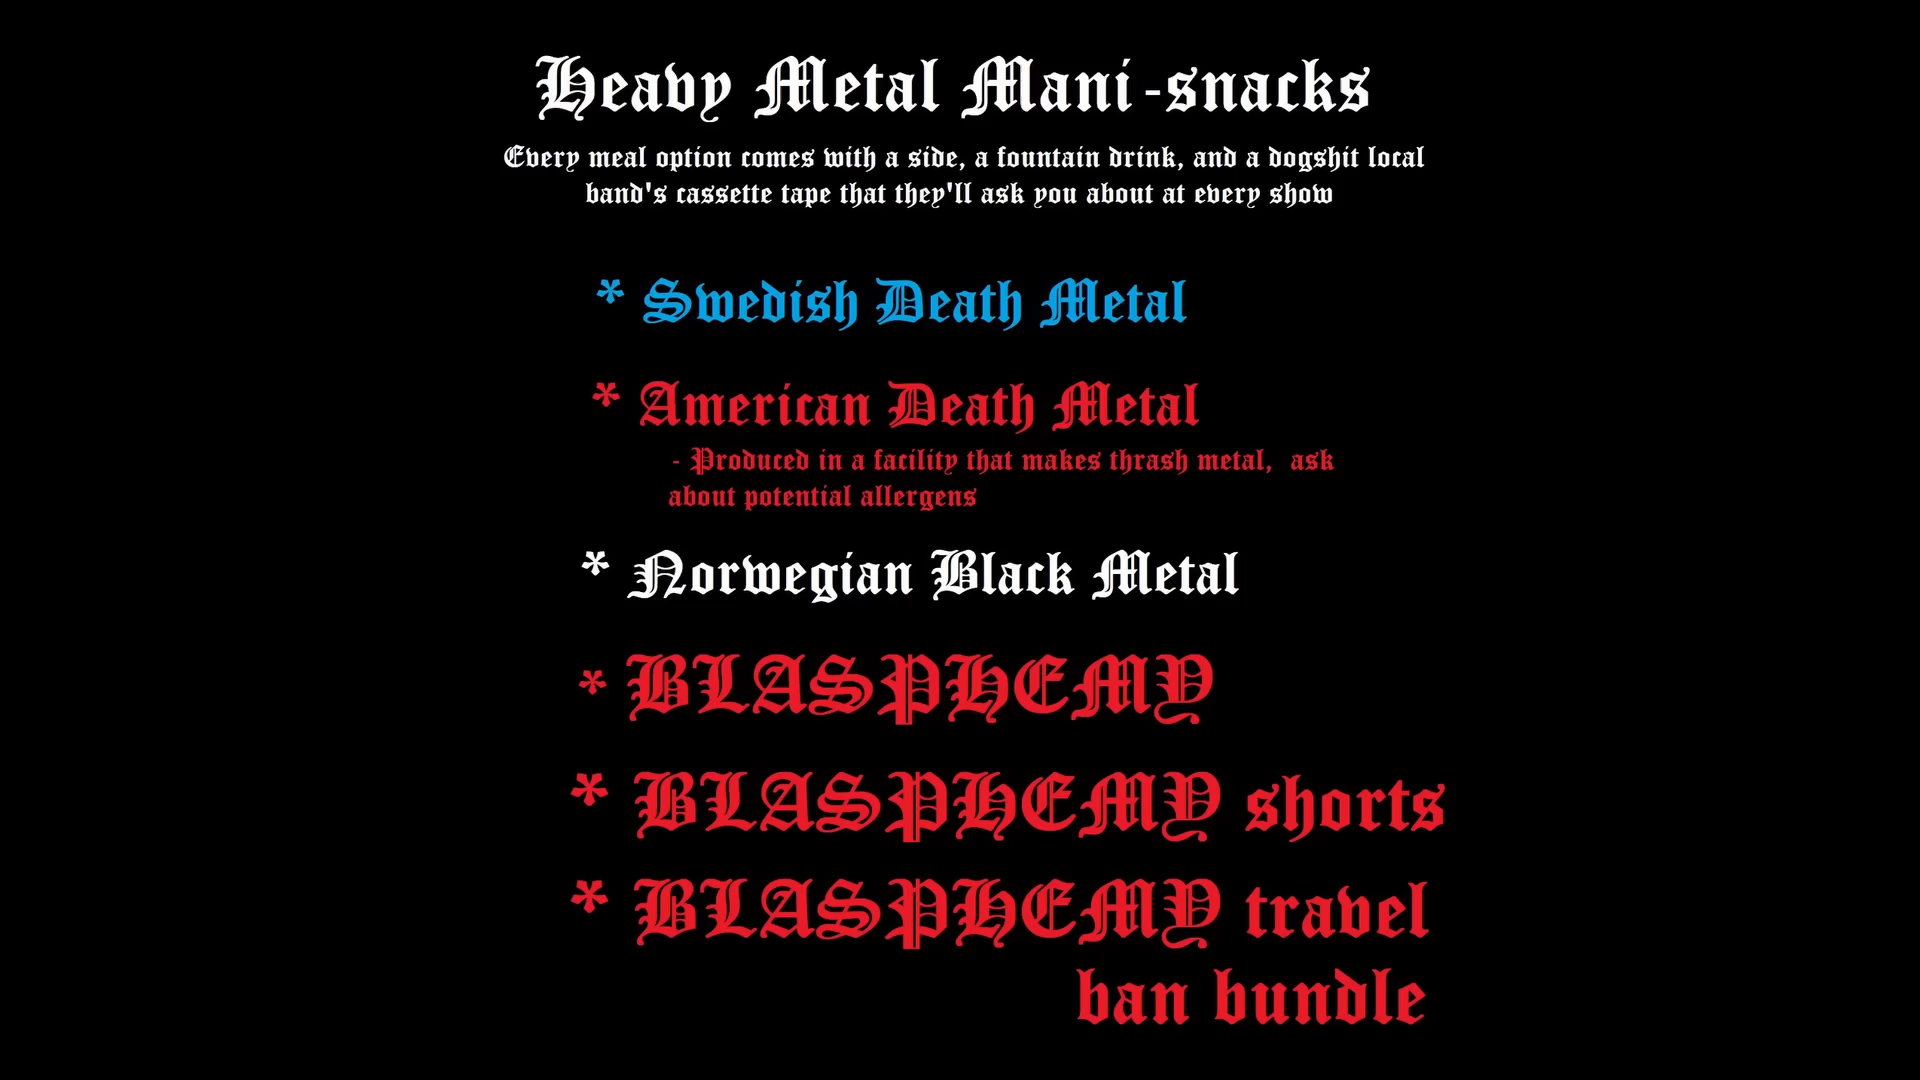 Heavy Metal Mani-snacks
Every meal option comes with a side, a fountain drink, and a dogshit local
band's cassette tape that they'll ask you about at every show
* Swedish Death Metal
* American Death Metal
- Produced in a facility that makes thrash metal, ask
about potential allergens
* Norwegian Black Metal
* BLASPHEMY
* BLASPHEMY shorts
* BLASPHEMY travel
ban bundle